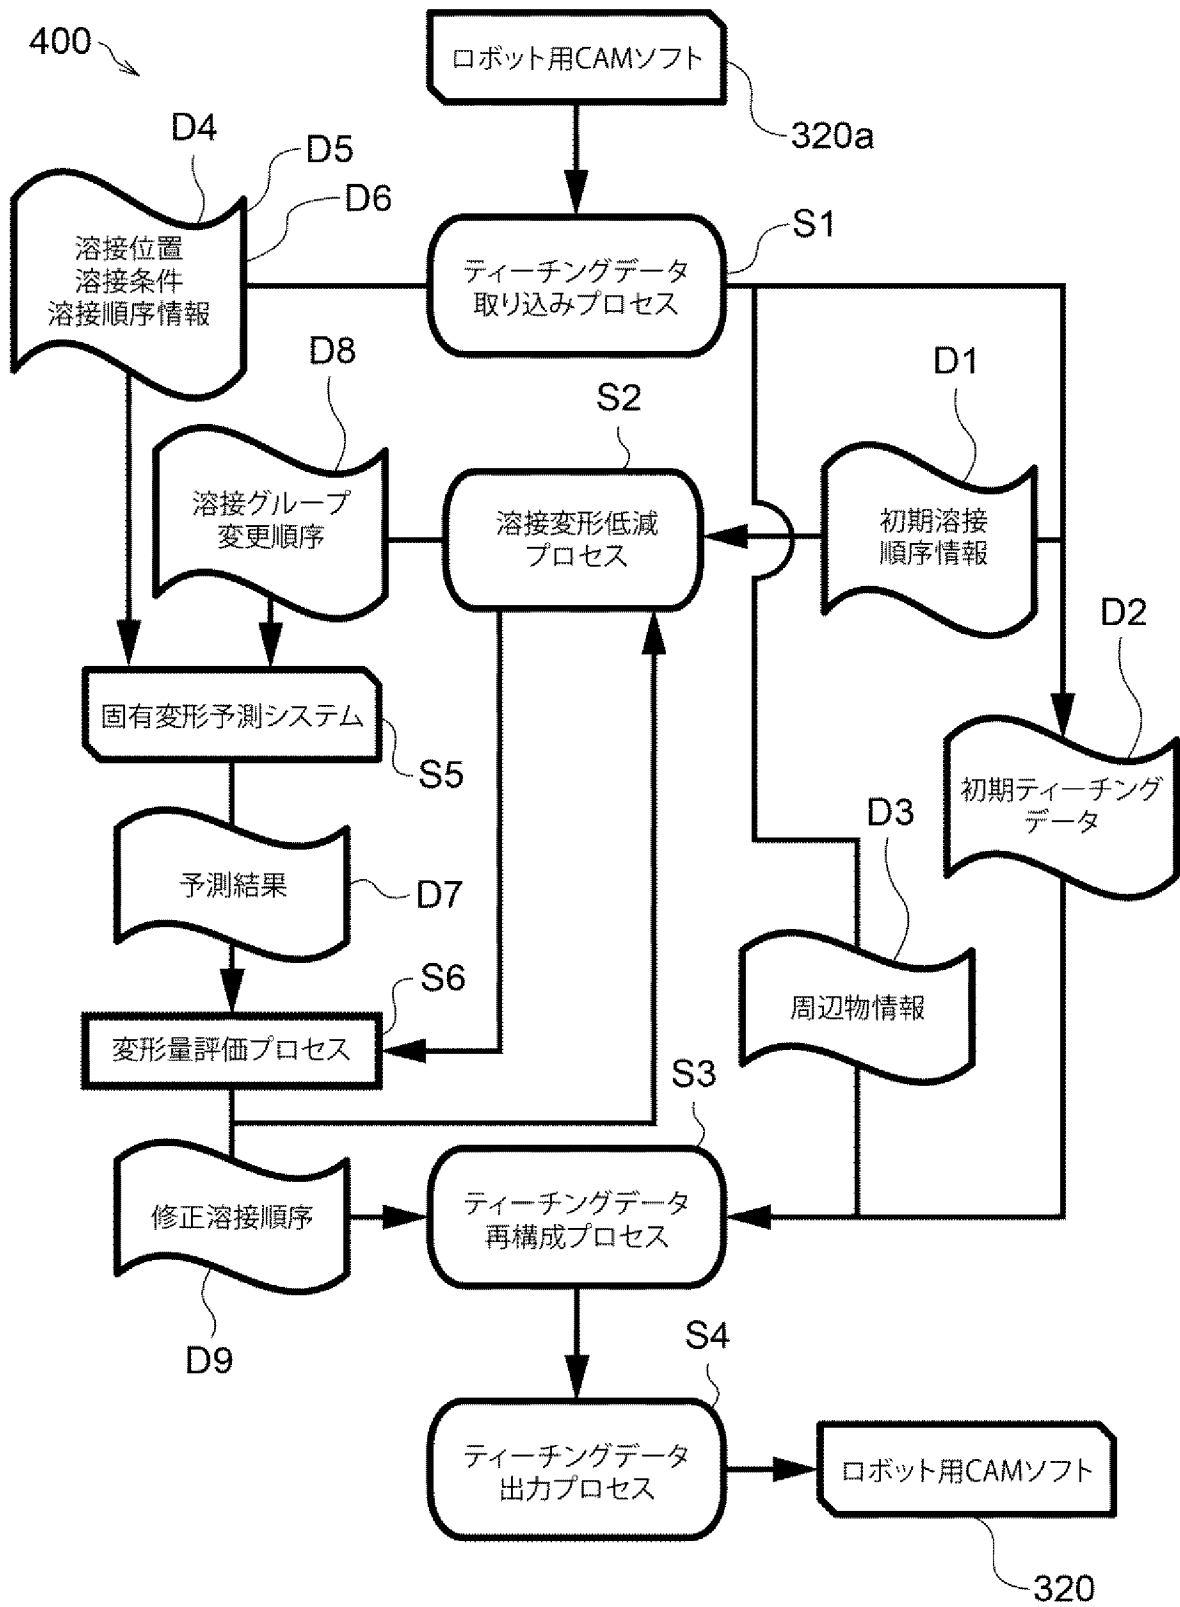 400
ロボット用CAMソフト
320a
D4
D5
D6
溶接位置
溶接条件
溶接順序情報
ティーチングデータ
取り込みプロセス
S1
D8
S2
D1
溶接グループ
変更順序
溶接変形低減
プロセス
初期溶接
順序情報
D2
固有変形予測システム
S5
初期ティーチング
データ
D3
予測結果
D7
S6
周辺物情報
変形量評価プロセス
S3
修正溶接順序
ティーチングデータ
再構成プロセス
D9
S4
ティーチングデータ
出力プロセス
ロボット用CAMソフト
320